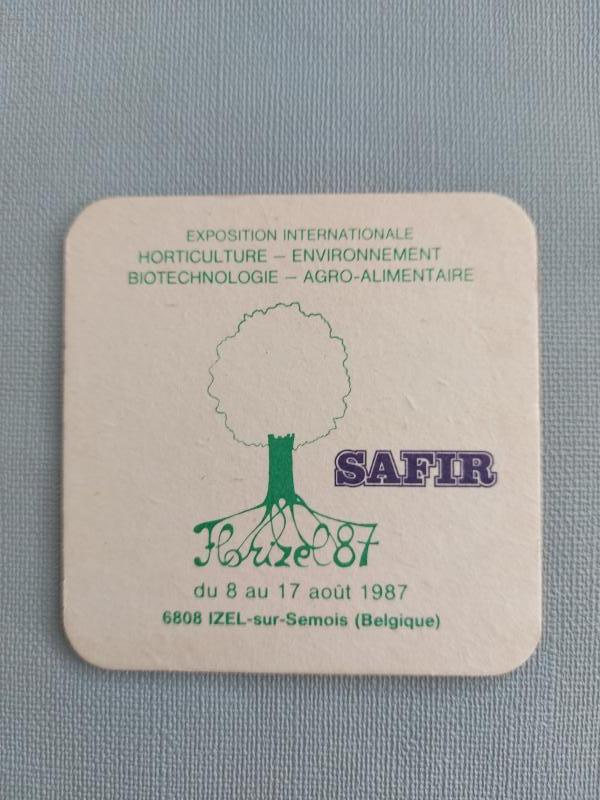 EXPOSITION INTERNATIONALE
HORTICULTURE – ENVIRONNEMENT
BIOTECHNOLOGIE – AGRO-ALIMENTAIRE
SAFIR
Florizel 87
du 8 au 17 août 1987
6808 IZEL-sur-Semois (Belgique)